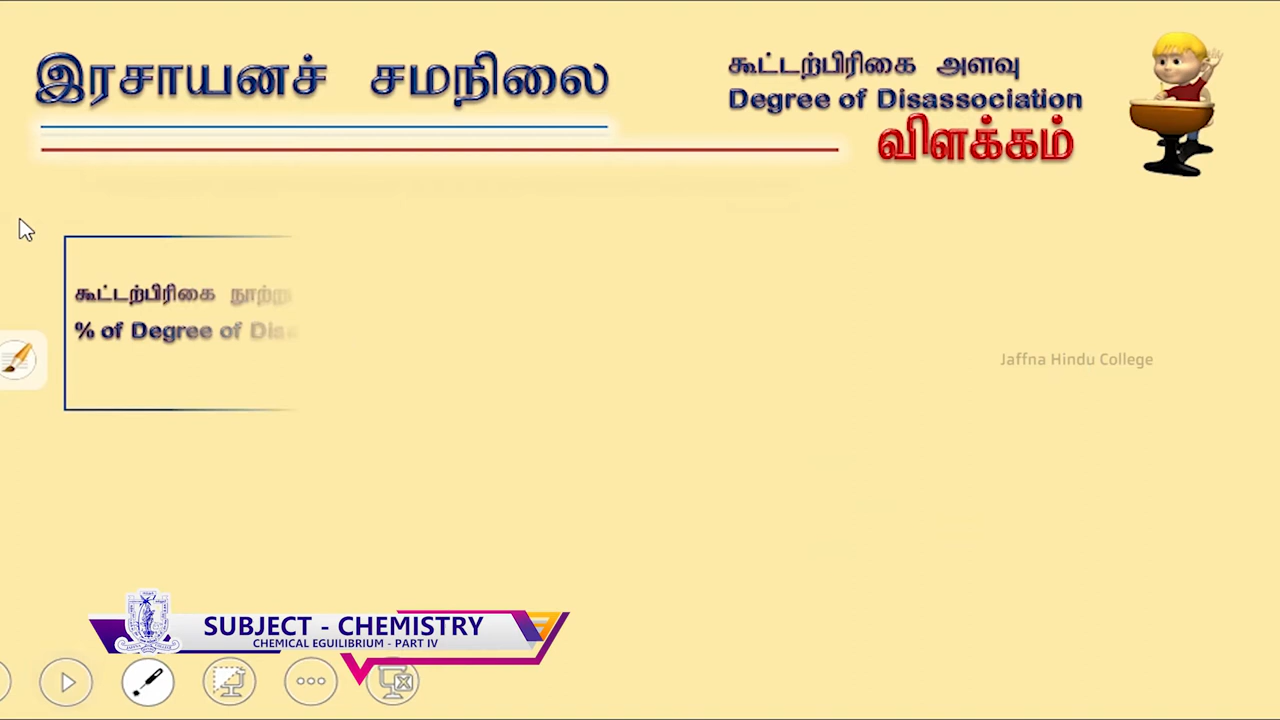 இரசாயனச் சமநிலை
கூட்டற்பிரிகை அளவு
Degree of Disassociation
விளக்கம்
கூட்டற்பிரிகை
% of Degree of
Jaffna Hindu College
SUBJECT - CHEMISTRY
CHEMICAL EGUILIBRIUM - PART IV